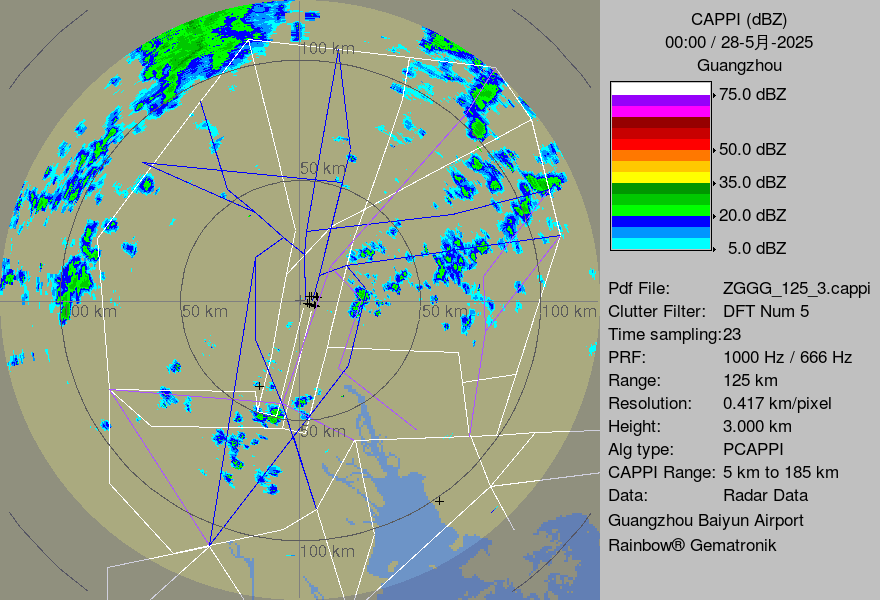 100 km
50 km
100 km
50 km
50 km
100 km
50 km
100 km
CAPPI (dBZ)
00:00 / 28-5月-2025
Guangzhou
75.0 dBZ
50.0 dBZ
35.0 dBZ
20.0 dBZ
5.0 dBZ
Pdf File: ZGGG_125_3.cappi
Clutter Filter: DFT Num 5
Time sampling:23
PRF: 1000 Hz / 666 Hz
Range: 125 km
Resolution: 0.417 km/pixel
Height: 3.000 km
Alg type: PCAPPI
CAPPI Range: 5 km to 185 km
Data: Radar Data
Guangzhou Baiyun Airport
Rainbow® Gematronik